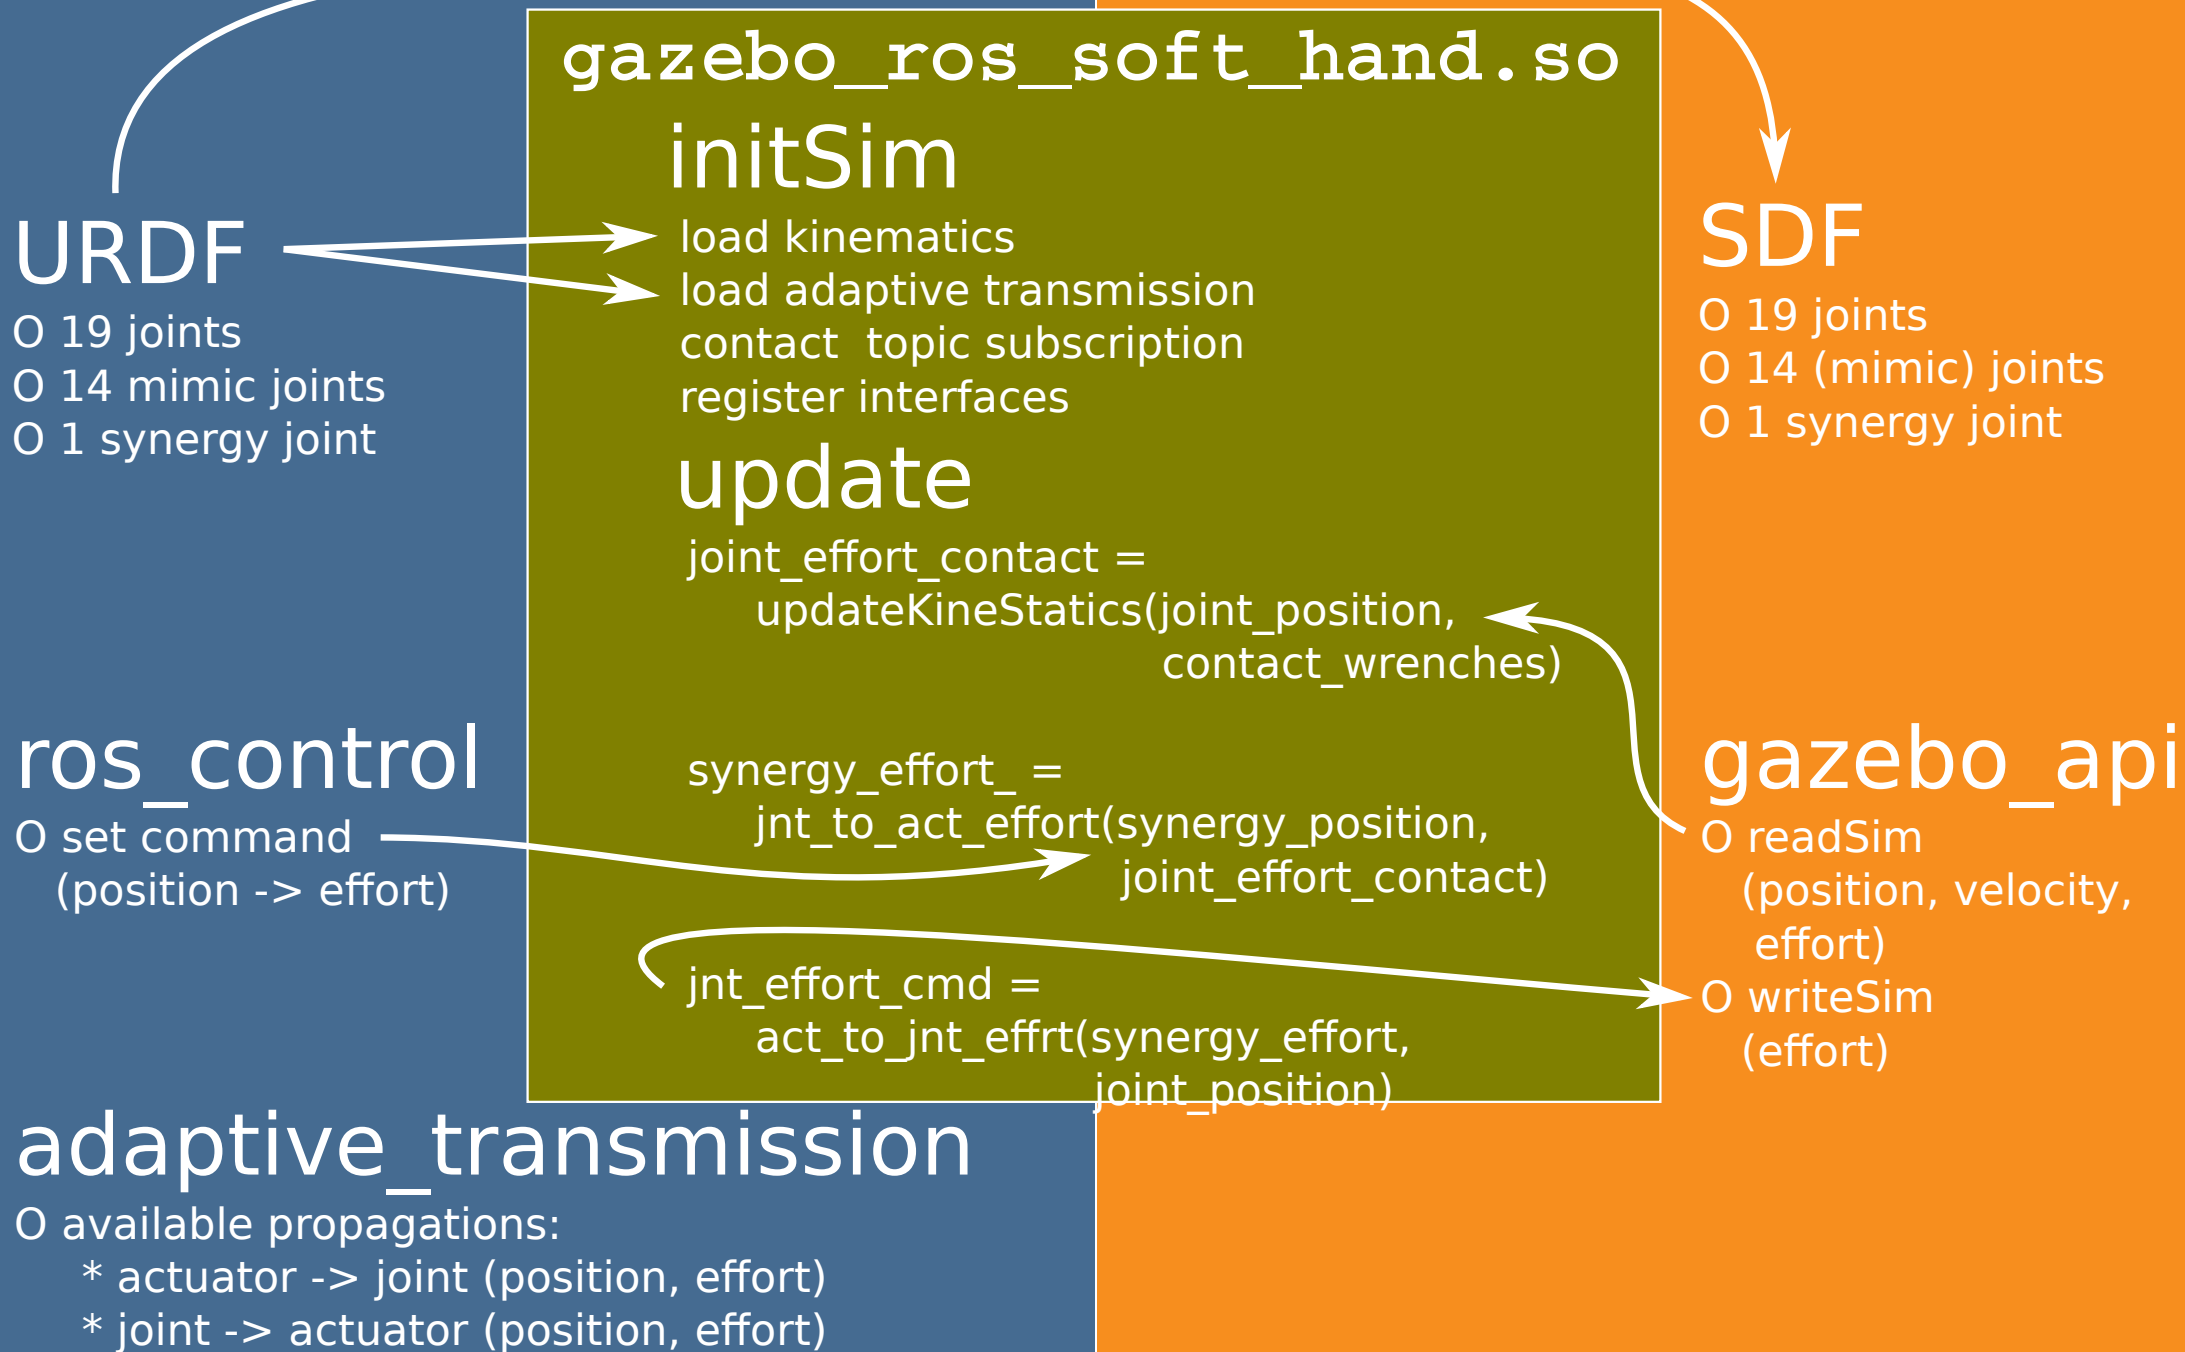 gazebo_ros_soft_hand.so
initSim
load kinematics
load adaptive transmission
contact  topic subscription
register interfaces
update
joint_effort_contact =
updateKineStatics(joint_position,
contact_wrenches)
synergy_effort_ =
jnt_to_act_effort(synergy_position,
joint_effort_contact)
jnt_effort_cmd =
act_to_jnt_effrt(synergy_effort,
joint_position)
URDF
O 19 joints
O 14 mimic joints
O 1 synergy joint
ros_control
O set command
(position -> effort)
adaptive_transmission
O available propagations:
* actuator -> joint (position, effort)
* joint -> actuator (position, effort)
SDF
O 19 joints
O 14 (mimic) joints
O 1 synergy joint
gazebo_api
O readSim
(position, velocity,
effort)
O writeSim
(effort)